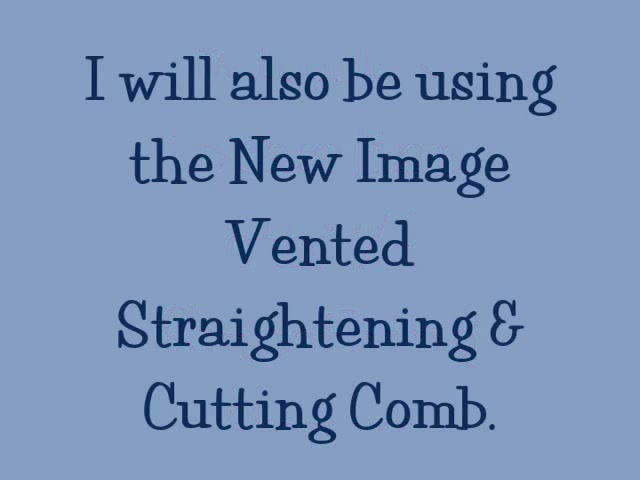 I will also be using
the New Image
Vented
Straightening &
Cutting Comb.